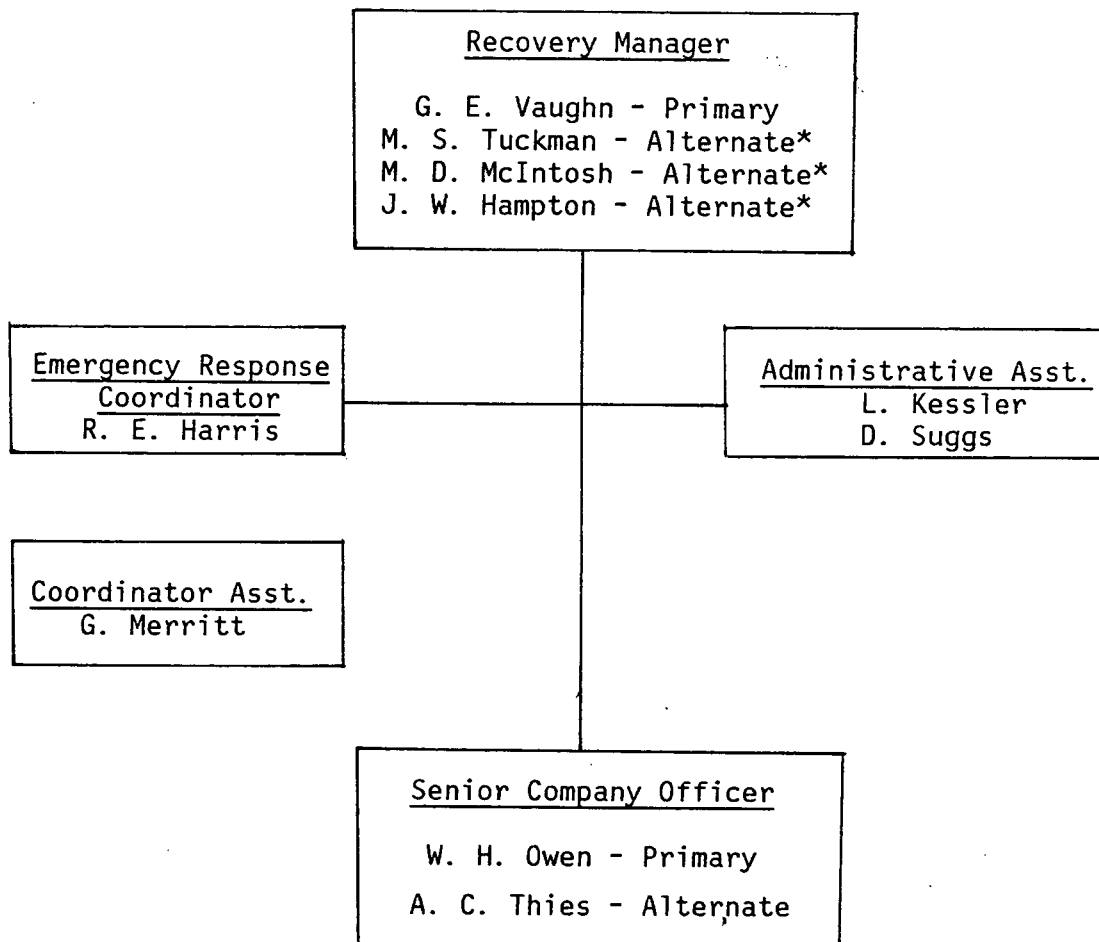 Recovery Manager
G. E. Vaughn - Primary
M. S. Tuckman - Alternate*
M. D. McIntosh - Alternate*
J. W. Hampton - Alternate*
Emergency Response
Coordinator
R. E. Harris
Administrative Asst.
L. Kessler
D. Suggs
Coordinator Asst.
G. Merritt
Senior Company Officer
W. H. Owen - Primary
A. C. Thies - Alternate